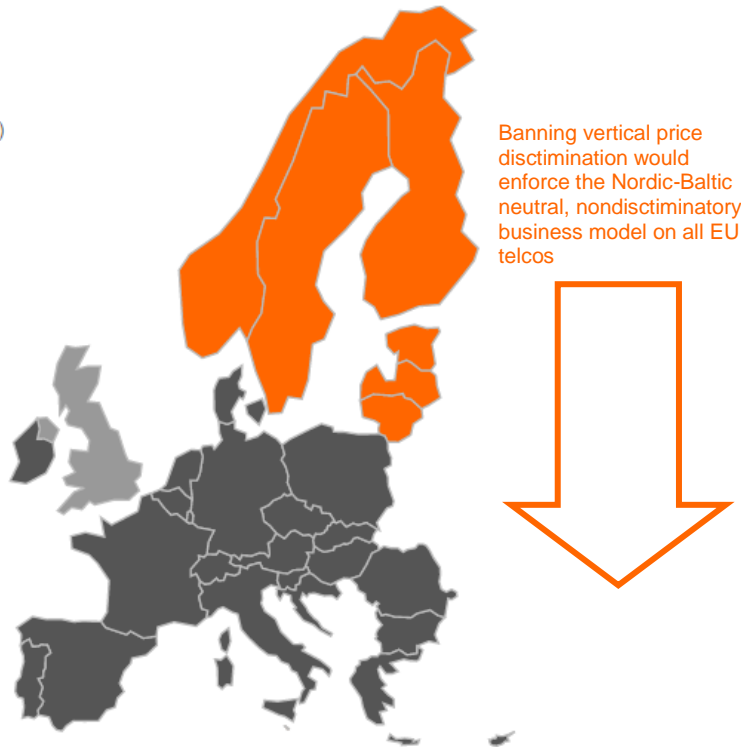 )
Banning vertical price
disctimination would
enforce the Nordic-Baltic
neutral, nondisctiminatory
business model on all EU
telcos